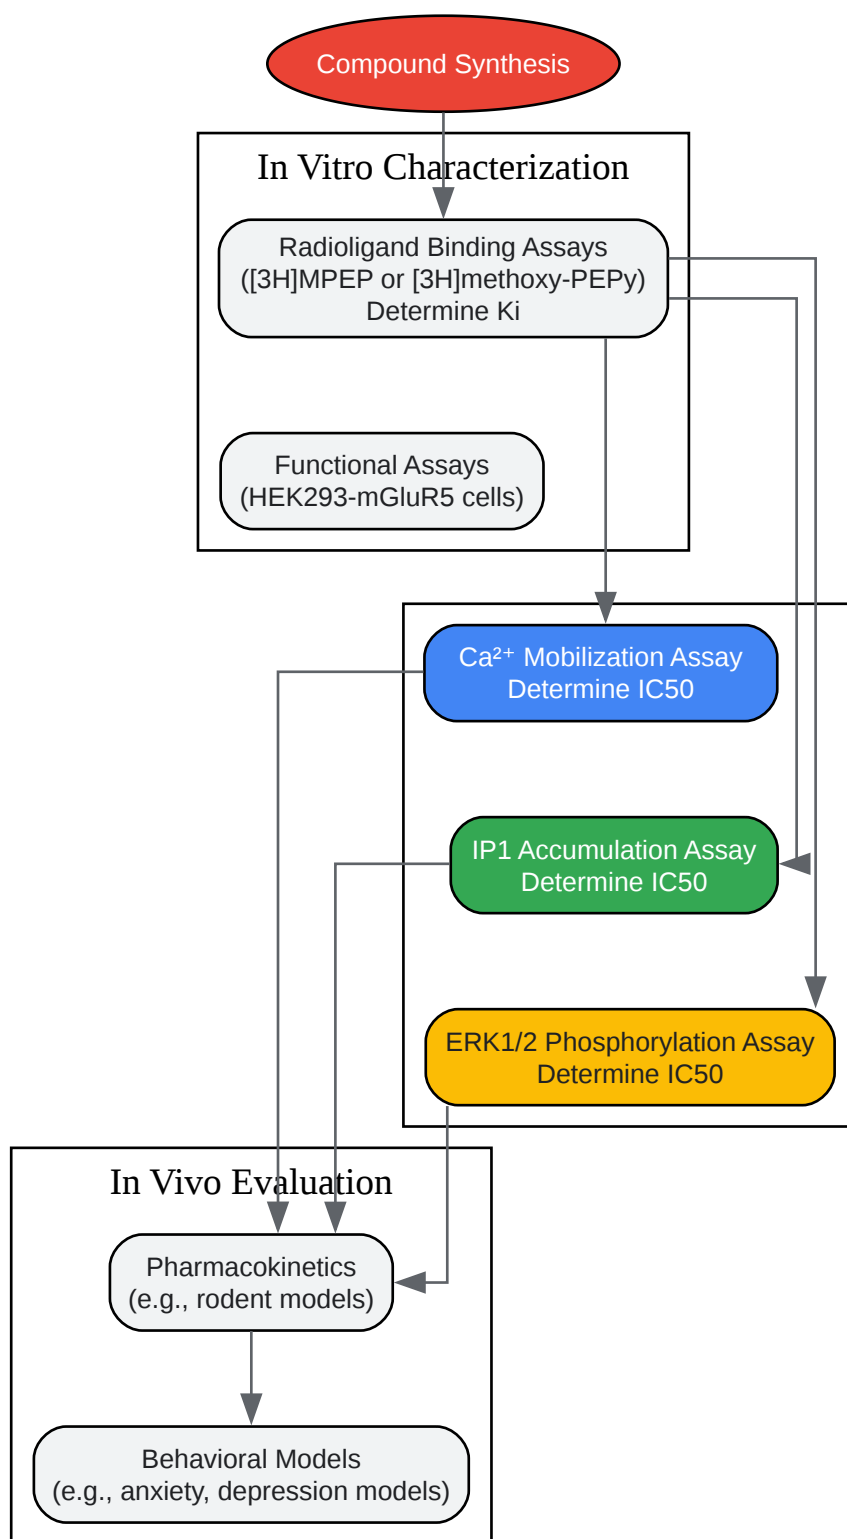 Compound Synthesis
In Vitro Characterization
Radioligand Binding Assays
([3H]MPEP or [3H]methoxy-PEPy)
Determine Ki
Functional Assays
(HEK293-mGluR5 cells)
Ca²⁺ Mobilization Assay
Determine IC50
IP1 Accumulation Assay
Determine IC50
ERK1/2 Phosphorylation Assay
Determine IC50
In Vivo Evaluation
Pharmacokinetics
(e.g., rodent models)
Behavioral Models
(e.g., anxiety, depression models)